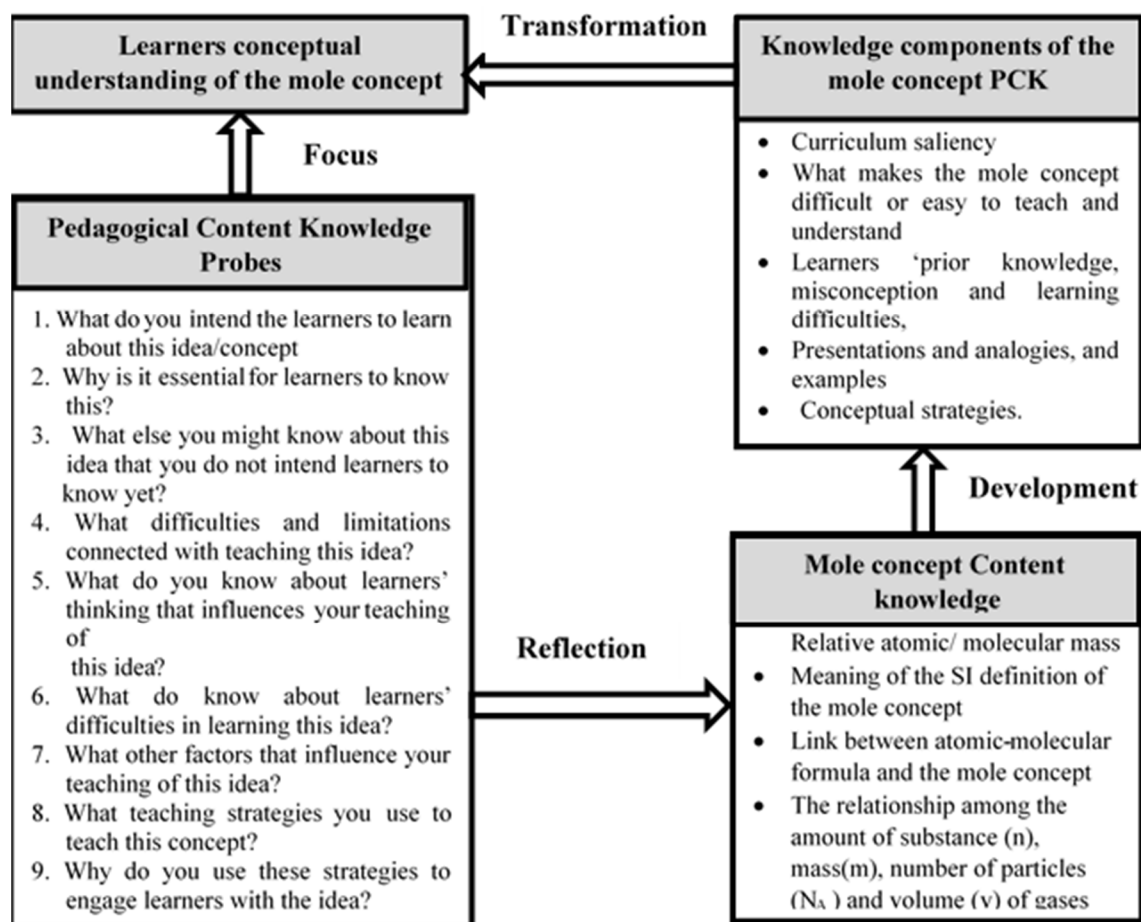 Learners conceptual
understanding of the mole concept
Transformation
Knowledge components of the
mole concept PCK
• Curriculum saliency
• What makes the mole concept
difficult or easy to teach and
understand
• Learners ‘prior knowledge,
misconception and learning
difficulties,
• Presentations and analogies, and
examples
• Conceptual strategies.
Focus
Pedagogical Content Knowledge
Probes
1. What do you intend the learners to learn
about this idea/concept
2. Why is it essential for learners to know
this?
3. What else you might know about this
idea that you do not intend learners to
know yet?
4. What difficulties and limitations
connected with teaching this idea?
5. What do you know about learners’
thinking that influences your teaching
of
this idea?
6. What do know about learners’
difficulties in learning this idea?
7. What other factors that influence your
teaching of this idea?
8. What teaching strategies you use to
teach this concept?
9. Why do you use these strategies to
engage learners with the idea?
Reflection
Development
Mole concept Content
knowledge
Relative atomic/ molecular mass
• Meaning of the SI definition of
the mole concept
• Link between atomic-molecular
formula and the mole concept
• The relationship among the
amount of substance (n),
mass(m), number of particles
(N_A ) and volume (v) of gases